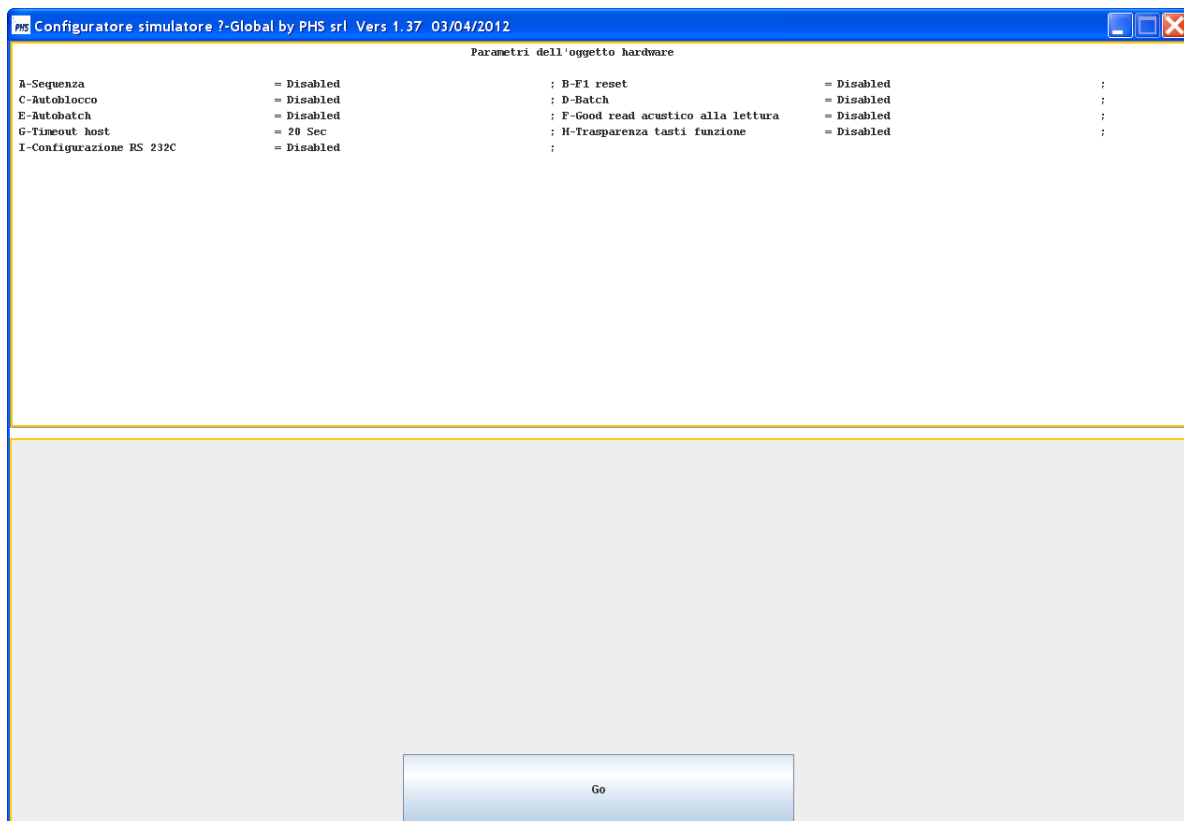 PHS Configuratore simulatore ?-Global by PHS srl Vers 1.37 03/04/2012
Parametri dell'oggetto hardware
A-Sequenza = Disabled ; B-F1 reset = Disabled ;
C-Autoblocco = Disabled ; D-Batch = Disabled ;
E-Autobatch = Disabled ; F-Good read acustico alla lettura = Disabled ;
G-Timeout host = 20 Sec ; H-Trasparenza tasti funzione = Disabled ;
I-Configurazione RS 232C = Disabled ;
Go